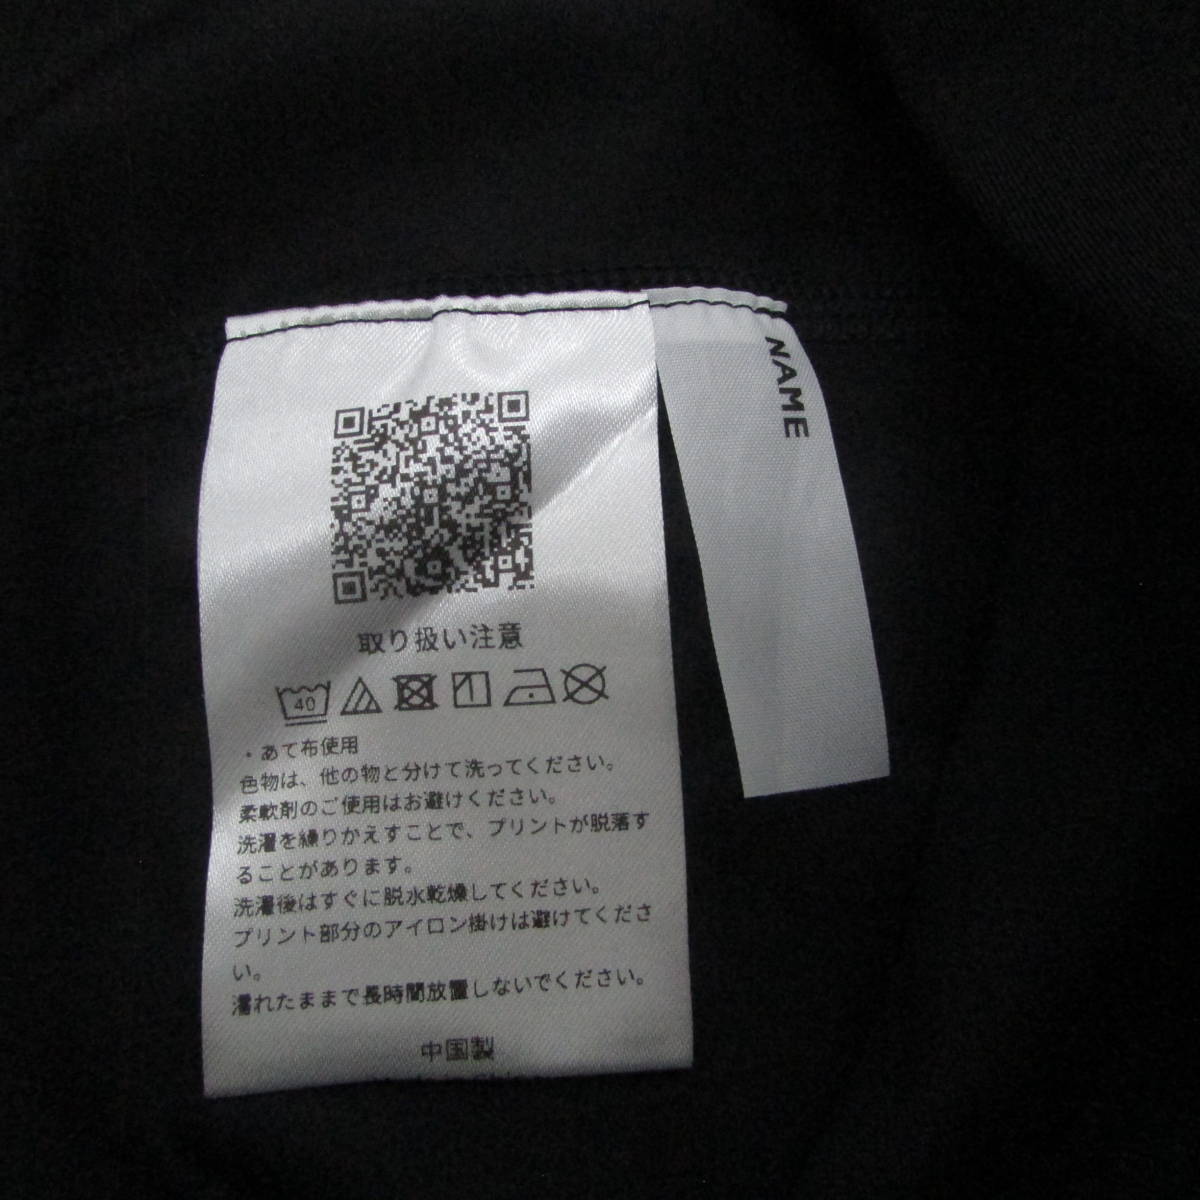 取り扱い注意
40
・あて布使用
色物は、他の物と分けて洗ってください。
柔軟剤のご使用はお避けください。
洗濯を繰りかえすことで、プリントが脱落す
ることがあります。
洗濯後はすぐに脱水乾燥してください。
プリント部分のアイロン掛けは避けてくださ
い。
濡れたままで長時間放置しないでください。
中国製
NAME